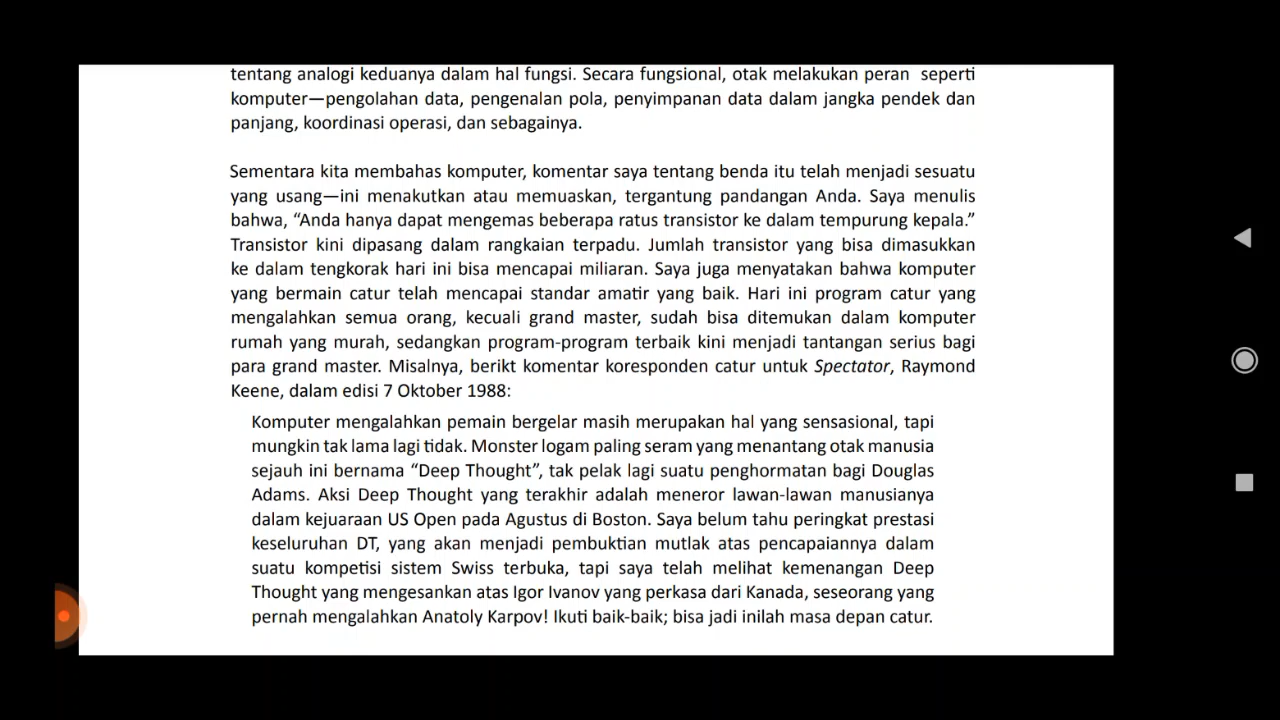 tentang analogi keduanya dalam hal fungsi. Secara fungsional, otak melakukan peran seperti
komputer—pengolahan data, pengenalan pola, penyimpanan data dalam jangka pendek dan
panjang, koordinasi operasi, dan sebagainya.
Sementara kita membahas komputer, komentar saya tentang benda itu telah menjadi sesuatu
yang usang—ini menakutkan atau memuaskan, tergantung pandangan Anda. Saya menulis
bahwa, “Anda hanya dapat mengemas beberapa ratus transistor ke dalam tempurung kepala.”
Transistor kini dipasang dalam rangkaian terpadu. Jumlah transistor yang bisa dimasukkan
ke dalam tengkorak hari ini bisa mencapai miliaran. Saya juga menyatakan bahwa komputer
yang bermain catur telah mencapai standar amatir yang baik. Hari ini program catur yang
mengalahkan semua orang, kecuali grand master, sudah bisa ditemukan dalam komputer
rumah yang murah, sedangkan program-program terbaik kini menjadi tantangan serius bagi
para grand master. Misalnya, berikt komentar koresponden catur untuk Spectator, Raymond
Keene, dalam edisi 7 Oktober 1988:
Komputer mengalahkan pemain bergelar masih merupakan hal yang sensasional, tapi
mungkin tak lama lagi tidak. Monster logam paling seram yang menantang otak manusia
sejauh ini bernama “Deep Thought”, tak pelak lagi suatu penghormatan bagi Douglas
Adams. Aksi Deep Thought yang terakhir adalah meneror lawan-lawan manusianya
dalam kejuaraan US Open pada Agustus di Boston. Saya belum tahu peringkat prestasi
keseluruhan DT, yang akan menjadi pembuktian mutlak atas pencapaiannya dalam
suatu kompetisi sistem Swiss terbuka, tapi saya telah melihat kemenangan Deep
Thought yang mengesankan atas Igor Ivanov yang perkasa dari Kanada, seseorang yang
pernah mengalahkan Anatoly Karpov! Ikuti baik-baik; bisa jadi inilah masa depan catur.